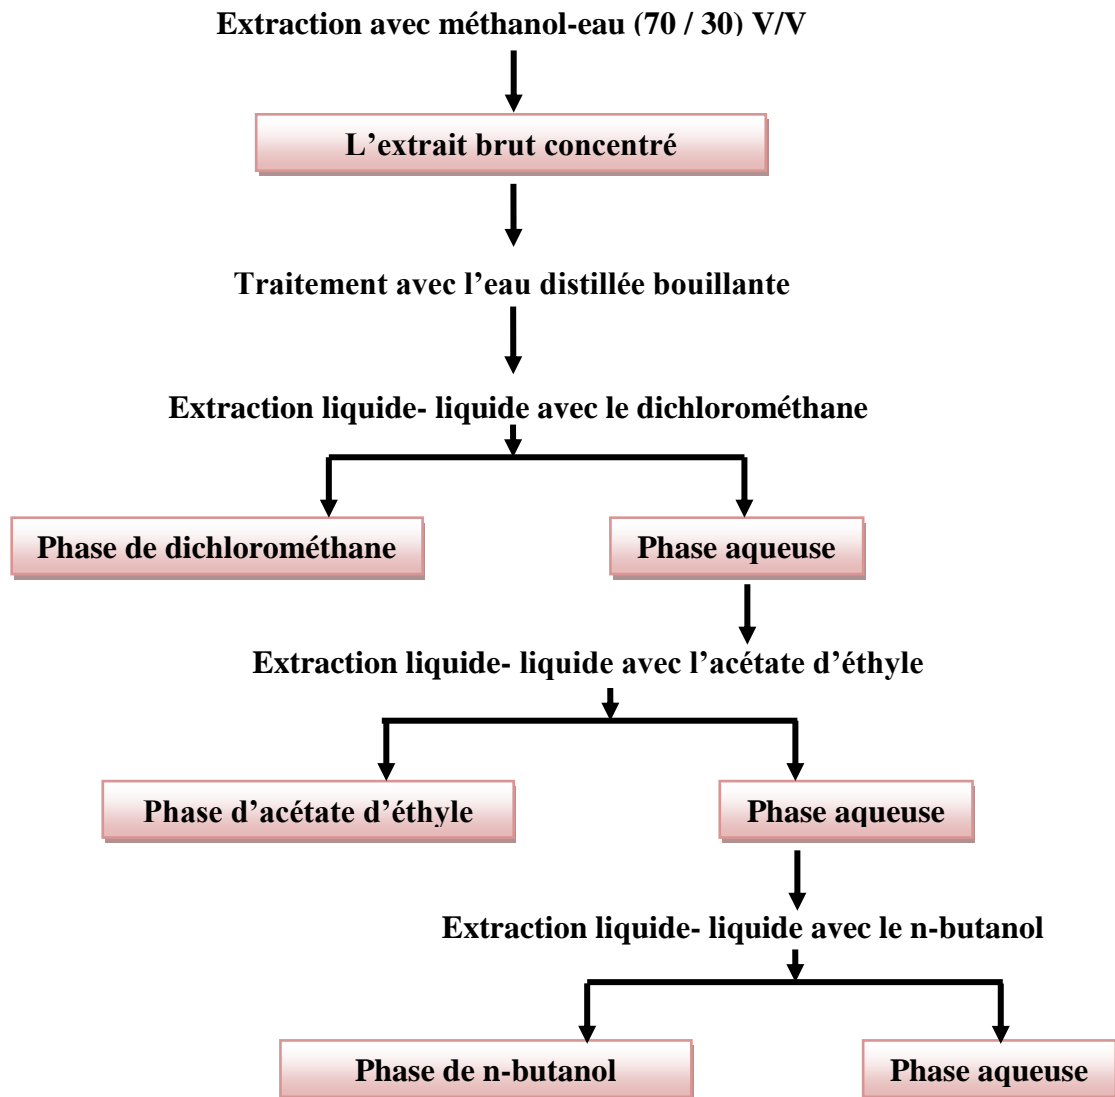 Extraction avec méthanol-eau (70 / 30) V/V
L’extrait brut concentré
Traitement avec l’eau distillée bouillante
Extraction liquide- liquide avec le dichlorométhane
Phase de dichlorométhane
Phase aqueuse
Extraction liquide- liquide avec l’acétate d’éthyle
Phase d’acétate d’éthyle
Phase aqueuse
Extraction liquide- liquide avec le n-butanol
Phase de n-butanol
Phase aqueuse